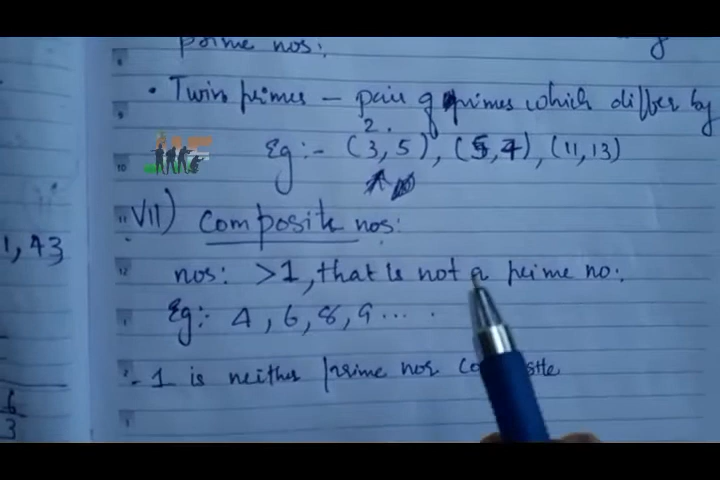 prime nos:
• Twin primes – pair of primes which differ by
2.
Eg:- (3, 5), (5, 7), (11, 13)
VII) Composite nos:
nos: >1, that is not a prime no:
Eg: 4, 6, 8, 9 ... .
∴ 1 is neither prime nor
1, 43
6
3